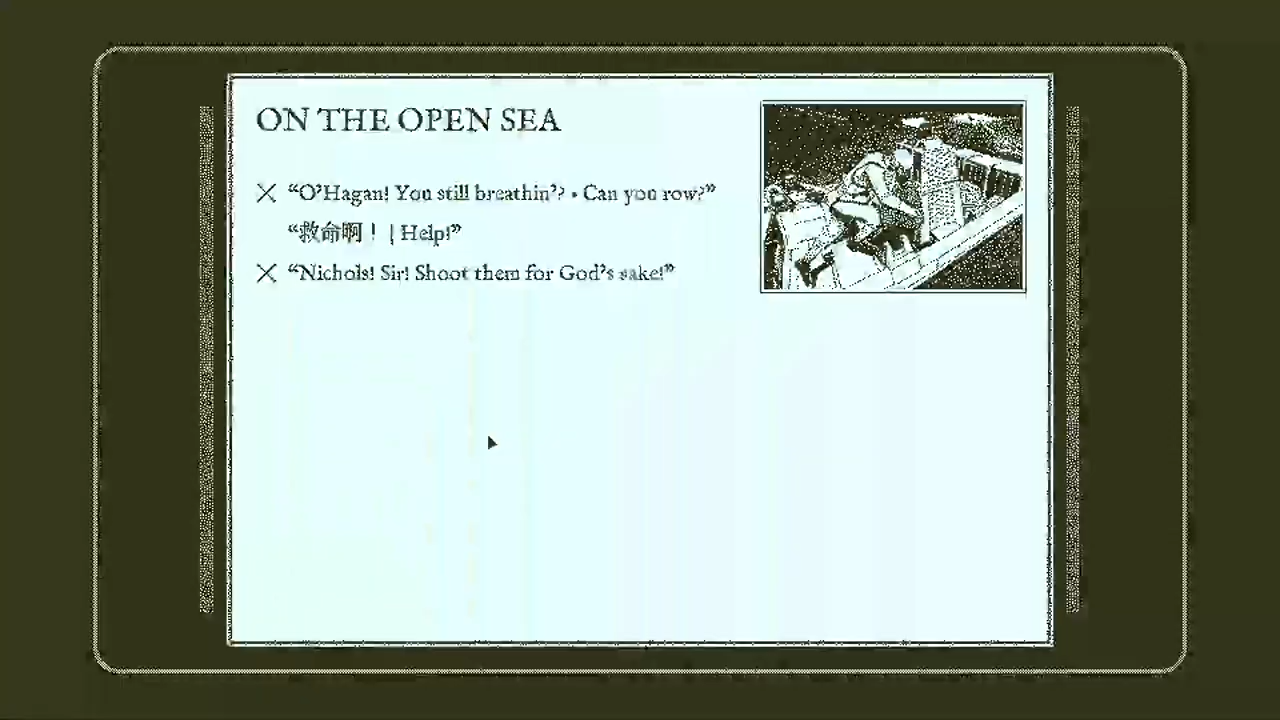 ON THE OPEN SEA
“O’Hagan! You still breathin’? • Can you row?”
“救命啊！ | Help!”
“Nichols! Sir! Shoot them for God’s sake!”